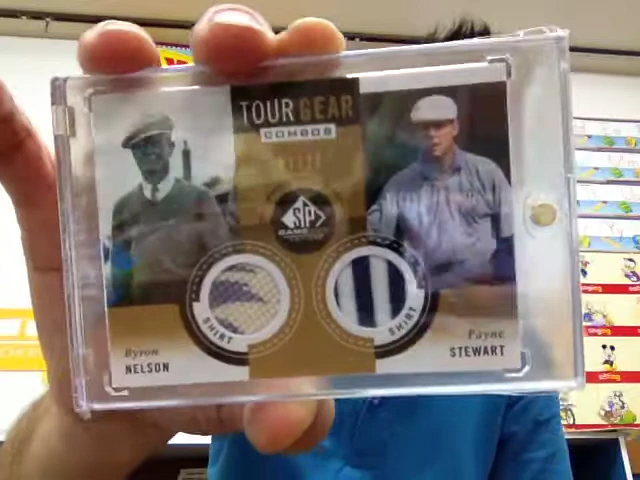 TOUR GEAR
COMBOS
SP
GAME
SHIRT
SHIRT
Byron
NELSON
Payne
STEWART